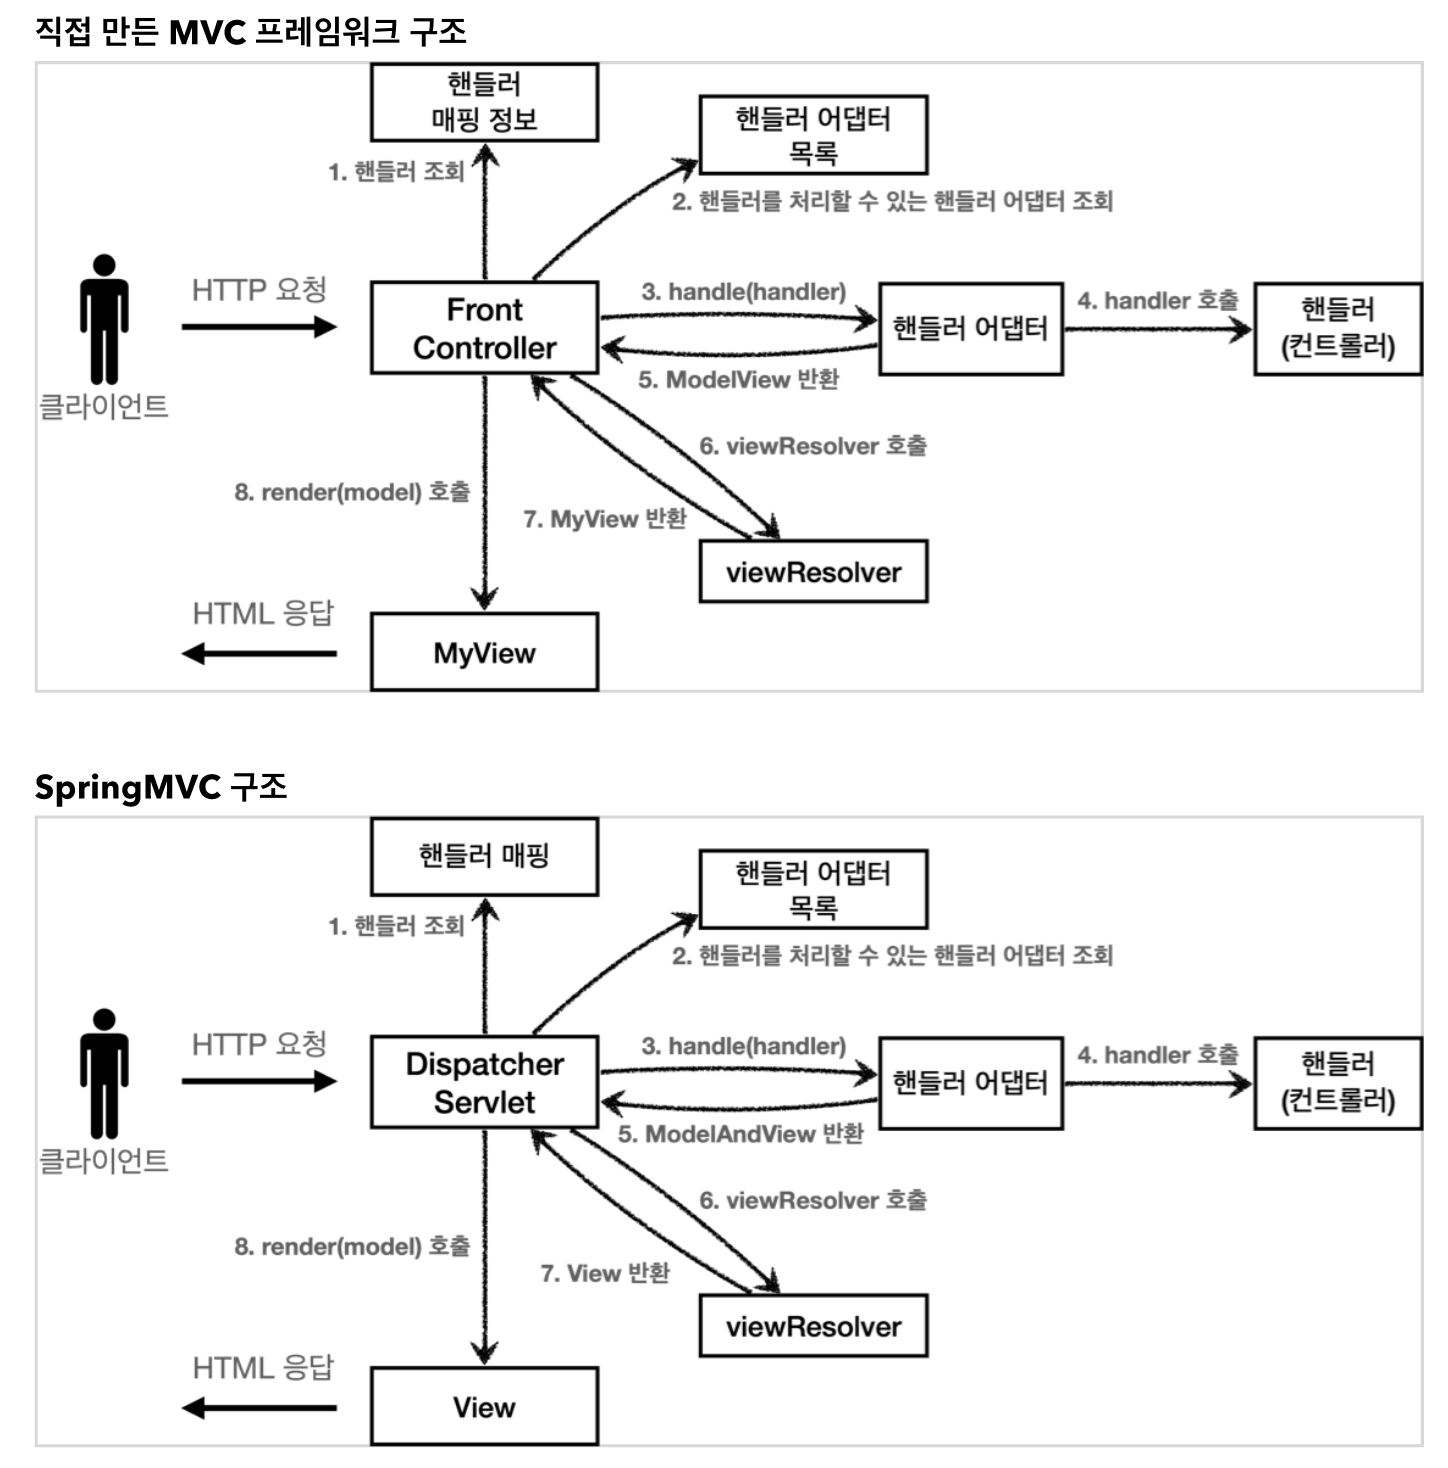 직접 만든 MVC 프레임워크 구조
핸들러
매핑 정보
핸들러 어댑터
목록
1. 핸들러 조회
2. 핸들러를 처리할 수 있는 핸들러 어댑터 조회
HTTP 요청
Front
Controller
3. handle(handler)
핸들러 어댑터
4. handler 호출
핸들러
(컨트롤러)
5. ModelView 반환
클라이언트
6. viewResolver 호출
8. render(model) 호출
7. MyView 반환
viewResolver
HTML 응답
MyView
SpringMVC 구조
핸들러 매핑
핸들러 어댑터
목록
1. 핸들러 조회
2. 핸들러를 처리할 수 있는 핸들러 어댑터 조회
HTTP 요청
Dispatcher
Servlet
3. handle(handler)
핸들러 어댑터
4. handler 호출
핸들러
(컨트롤러)
5. ModelAndView 반환
클라이언트
6. viewResolver 호출
8. render(model) 호출
7. View 반환
viewResolver
HTML 응답
View